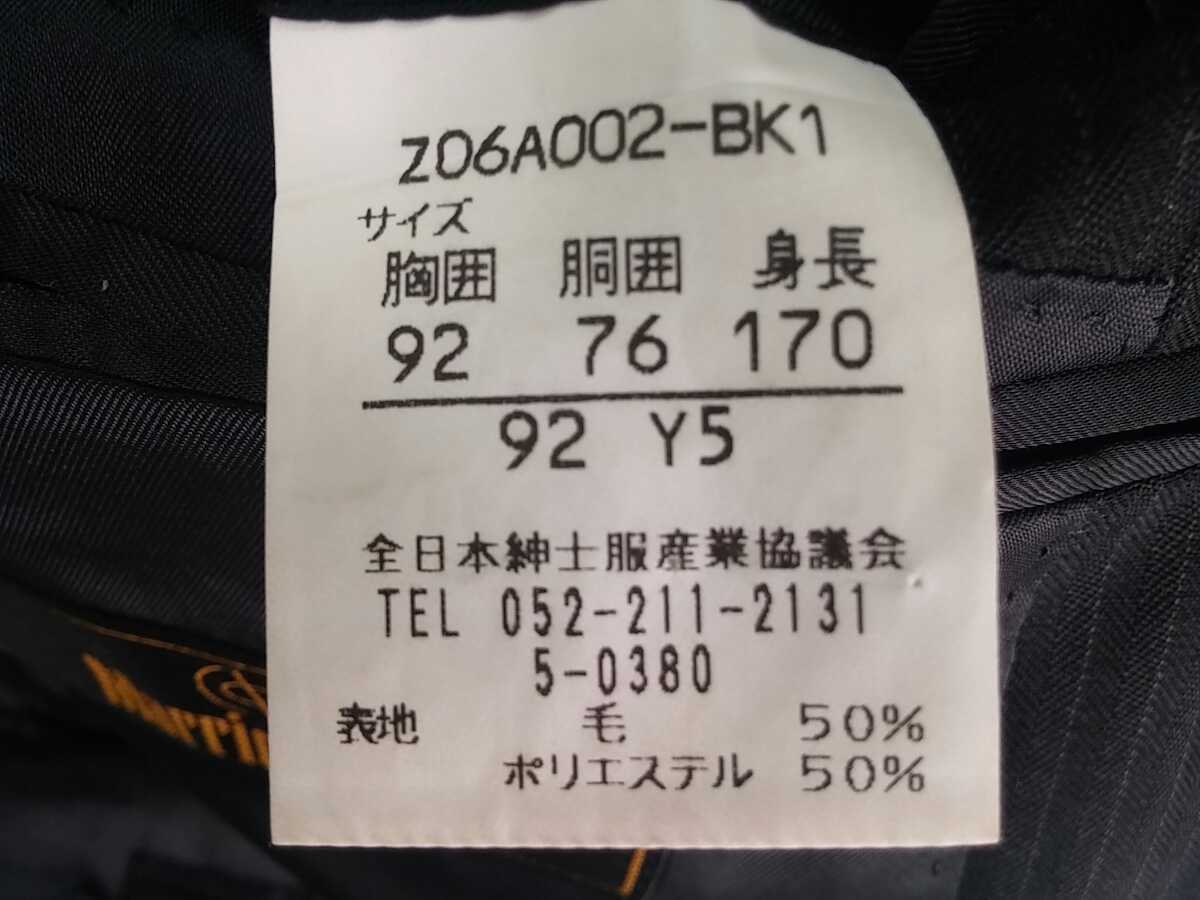 Z06A002-BK1
サイズ
胸囲 胴囲 身長
92 76 170
92 Y5
全日本紳士服産業協議会
TEL 052-211-2131
5-0380
表地 毛 50%
ポリエステル 50%